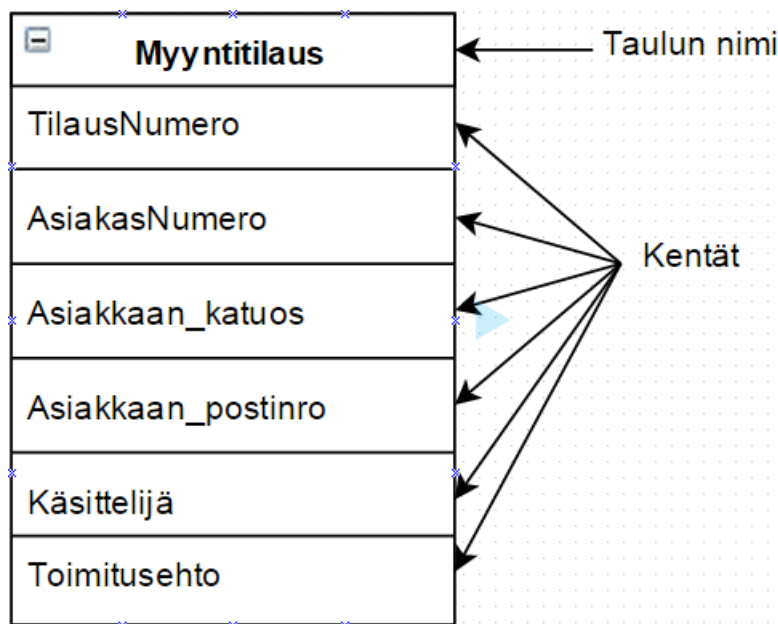 Myyntitilaus
Taulun nimi
TilausNumero
AsiakasNumero
Kentät
Asiakkaan_katuos
Asiakkaan_postinro
Käsittelijä
Toimitusehto